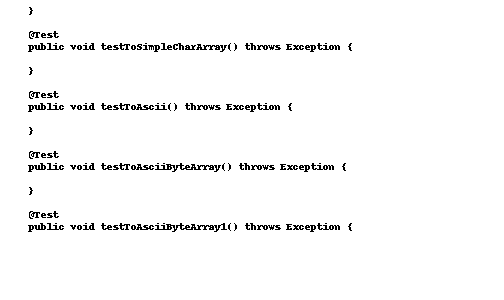 }
@Test
public void testToSimpleCharArray() throws Exception {
}
@Test
public void testToAscii() throws Exception {
}
@Test
public void testToAsciiByteArray() throws Exception {
}
@Test
public void testToAsciiByteArray1() throws Exception {